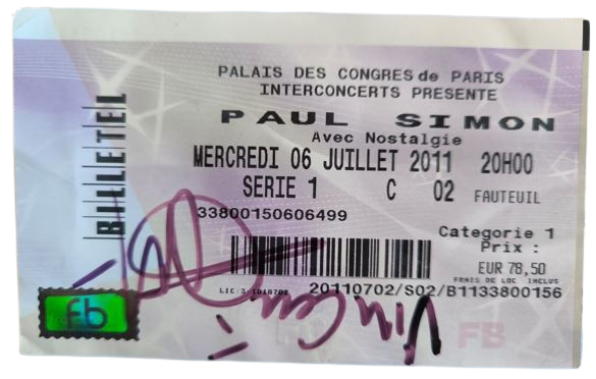 PALAIS DES CONGRES de PARIS
INTERCONCERTS PRESENTE
PAUL SIMON
Avec Nostalgie
MERCREDI 06 JUILLET 2011 20H00
SERIE 1 C 02 FAUTEUIL
33800150606499
Categorie 1
Prix :
EUR 78,50
FRAIS DE LOC INCLUS
20110702/S02/B1133800156
BILLETEL
fb
FB